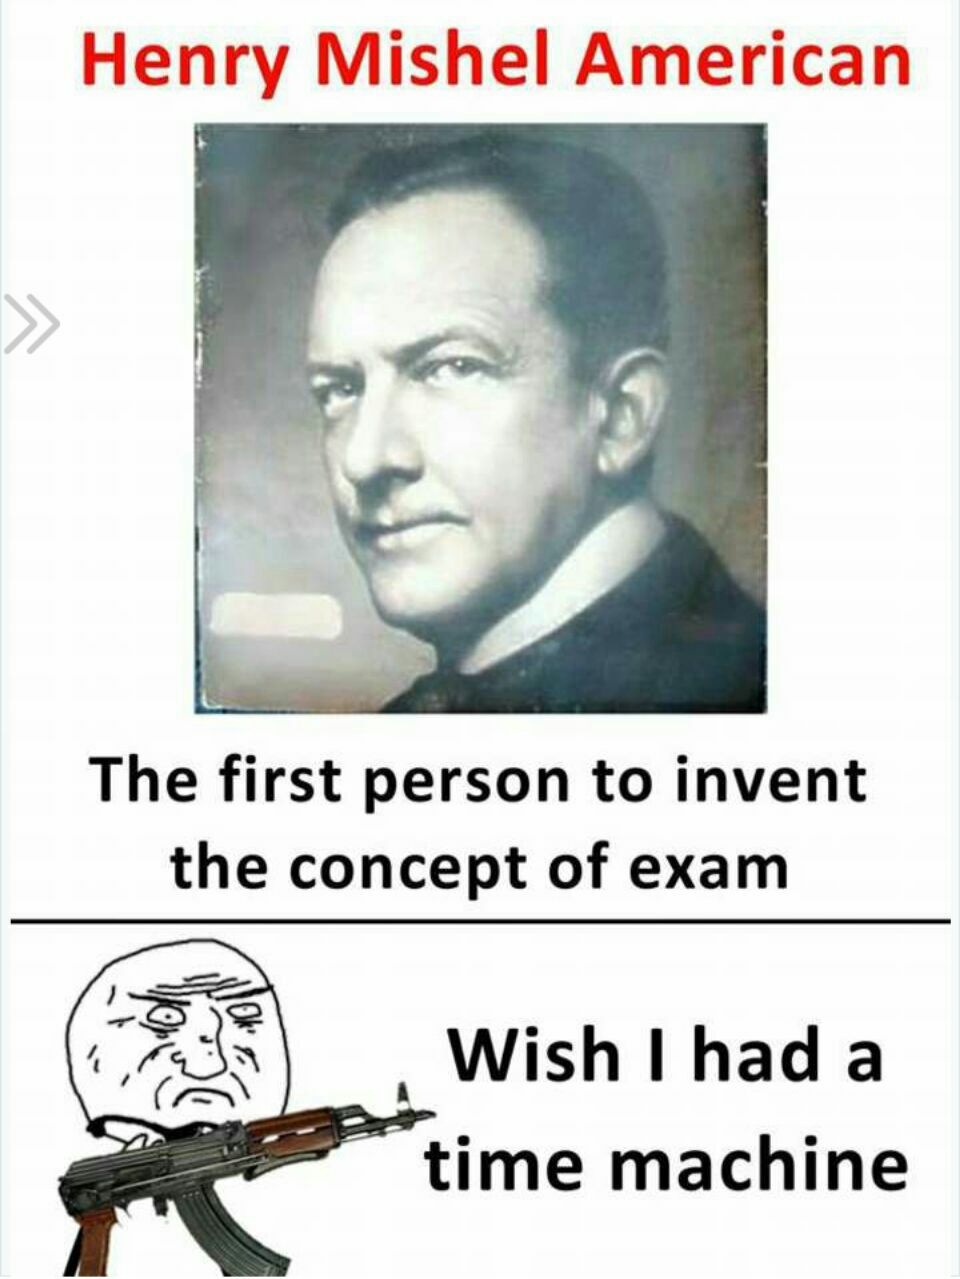 Henry Mishel American
The first person to invent
the concept of exam
Wish I had a
time machine